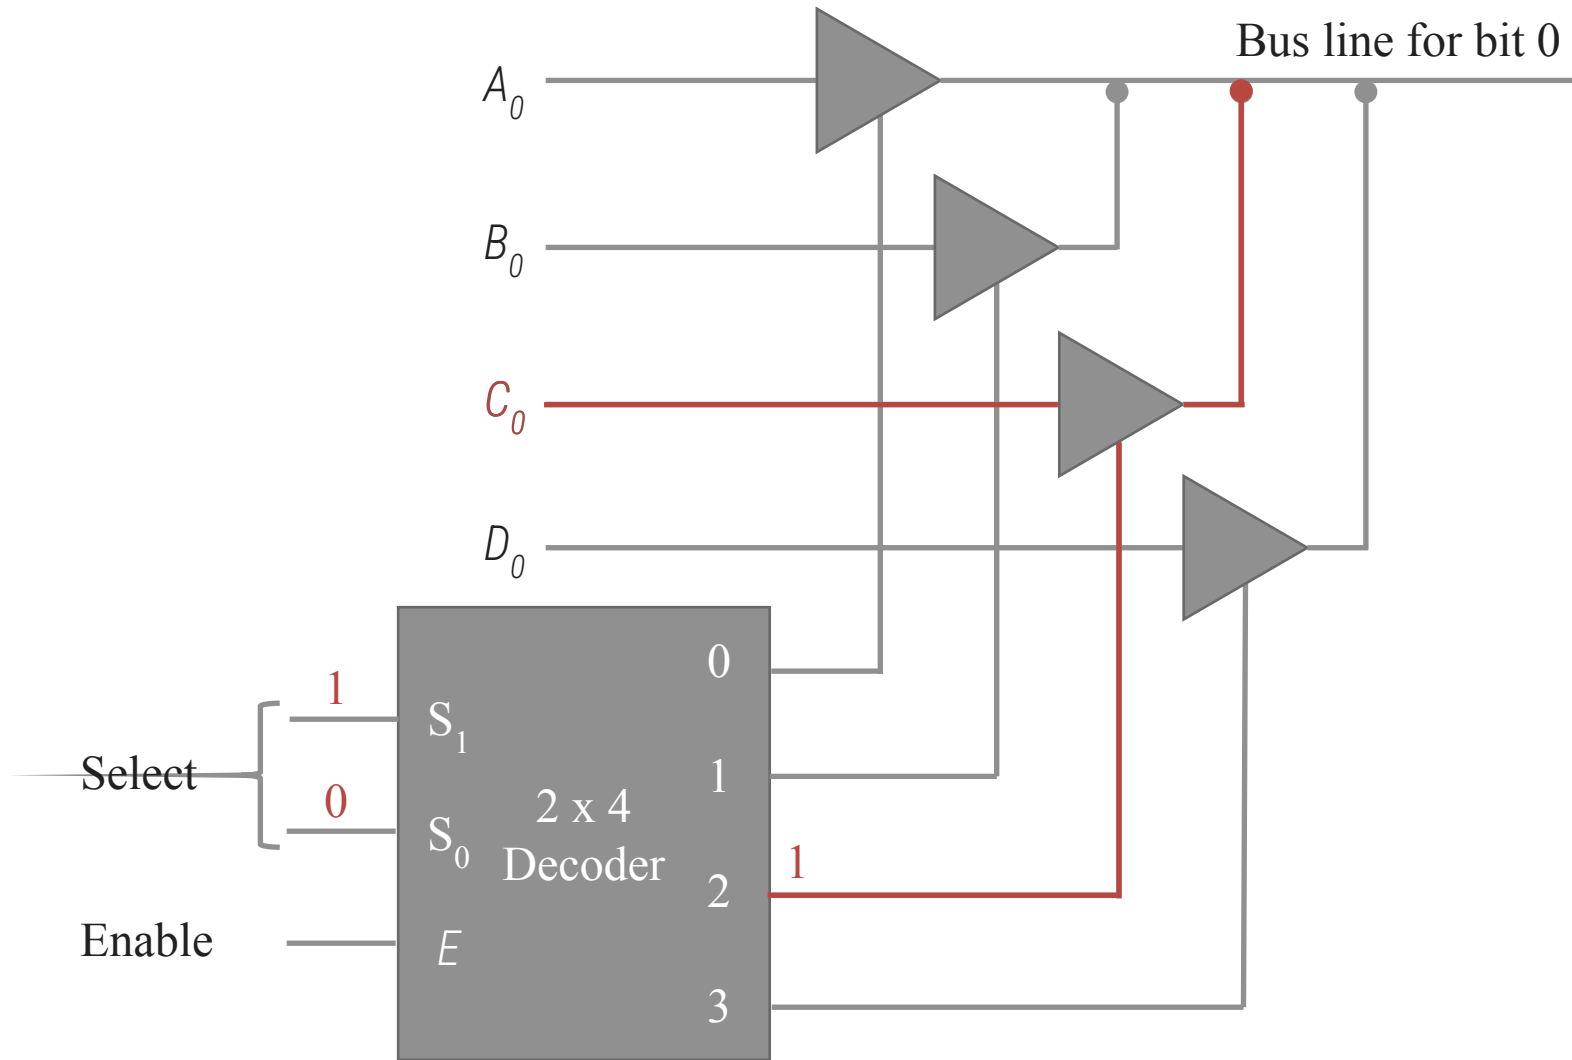 Bus line for bit 0
A0
B0
C0
D0
0
1
S1
Select
1
0
S0
2 x 4
Decoder
1
2
Enable
E
3